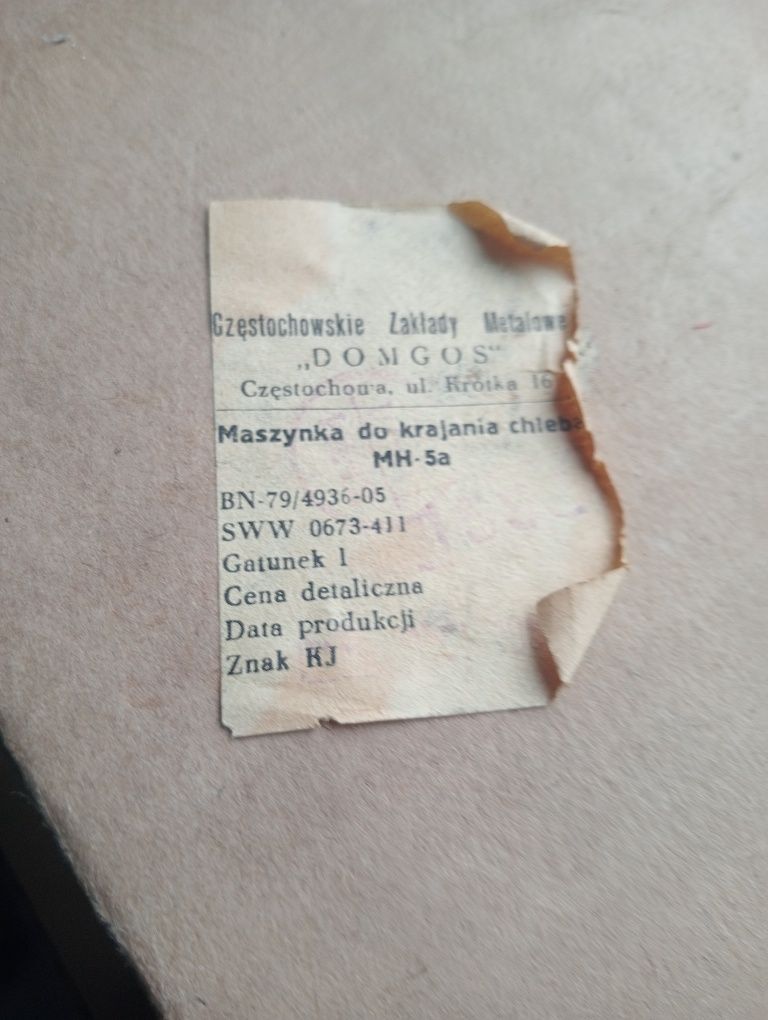 Częstochowskie Zakłady Metalowe
„DOMGOS"
Częstochowa, ul. Krótka 16
Maszynka do krajania chleba
MH-5a
BN-79/4936-05
SWW 0673-411
Gatunek I
Cena detaliczna
Data produkcji
Znak KJ